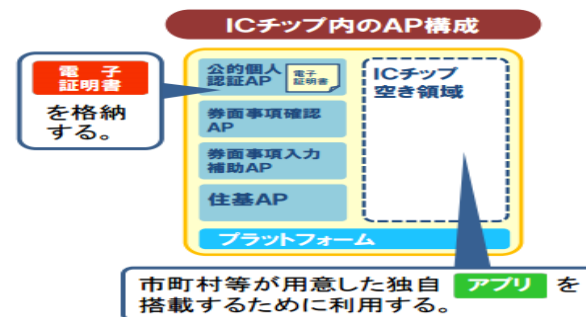 ICチップ内のAP構成
電子
証明書
を格納
する。
公的個人
認証AP
電子
証明書
券面事項確認
AP
券面事項入力
補助AP
住基AP
ICチップ
空き領域
プラットフォーム
市町村等が用意した独自 アプリ を
搭載するために利用する。